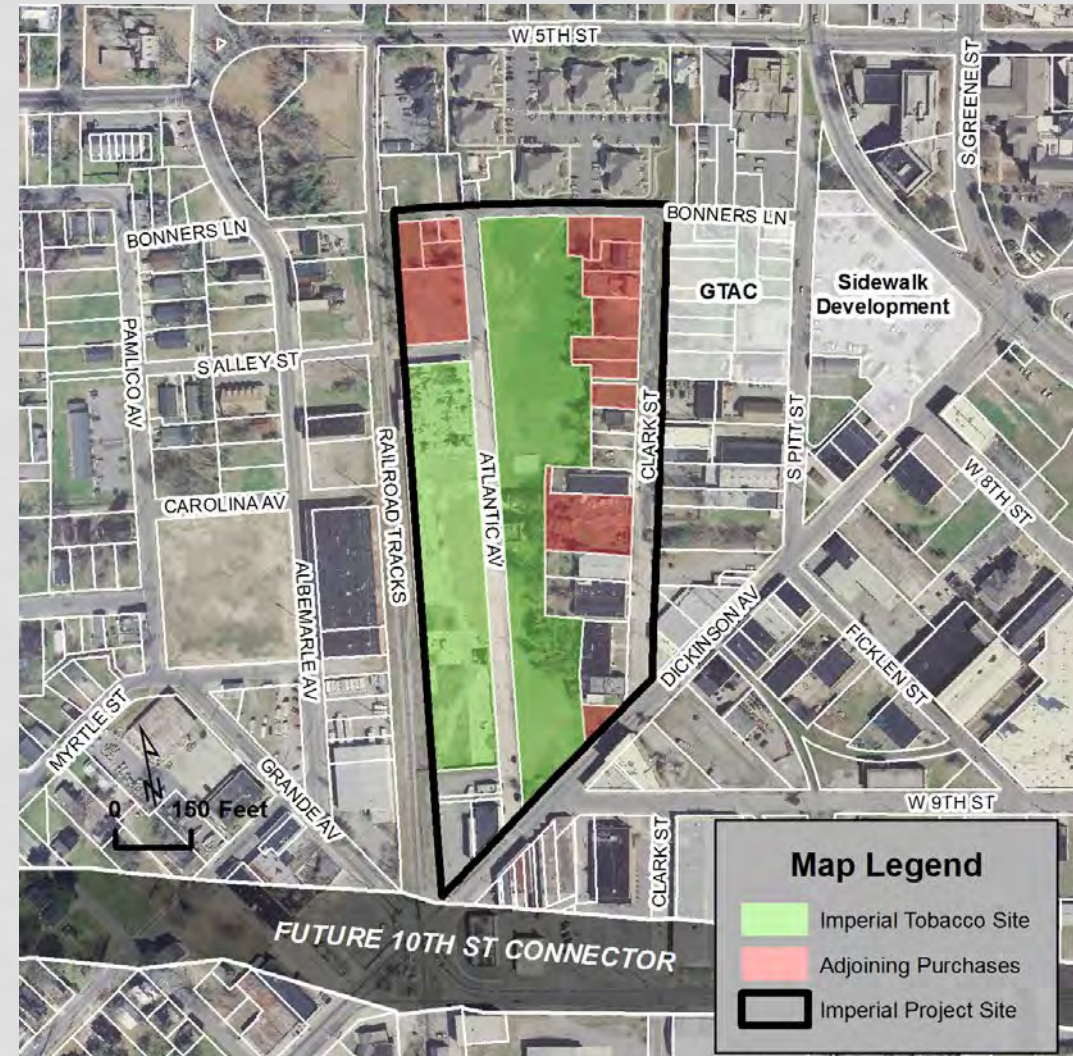 W 5TH ST
S GREENE ST
BONNERS LN
BONNERS LN
GTAC
Sidewalk
Development
PAMLICO AV
S ALLEY ST
RAILROAD TRACKS
ATLANTIC AV
CLARK ST
S PITT ST
W 8TH ST
CAROLINA AV
ALBEMARLE AV
DICKINSON AV
FICKLEN ST
MYRTLE ST
GRANDE AV
N
0 150 Feet
W 9TH ST
CLARK ST
FUTURE 10TH ST CONNECTOR
Map Legend
Imperial Tobacco Site
Adjoining Purchases
Imperial Project Site